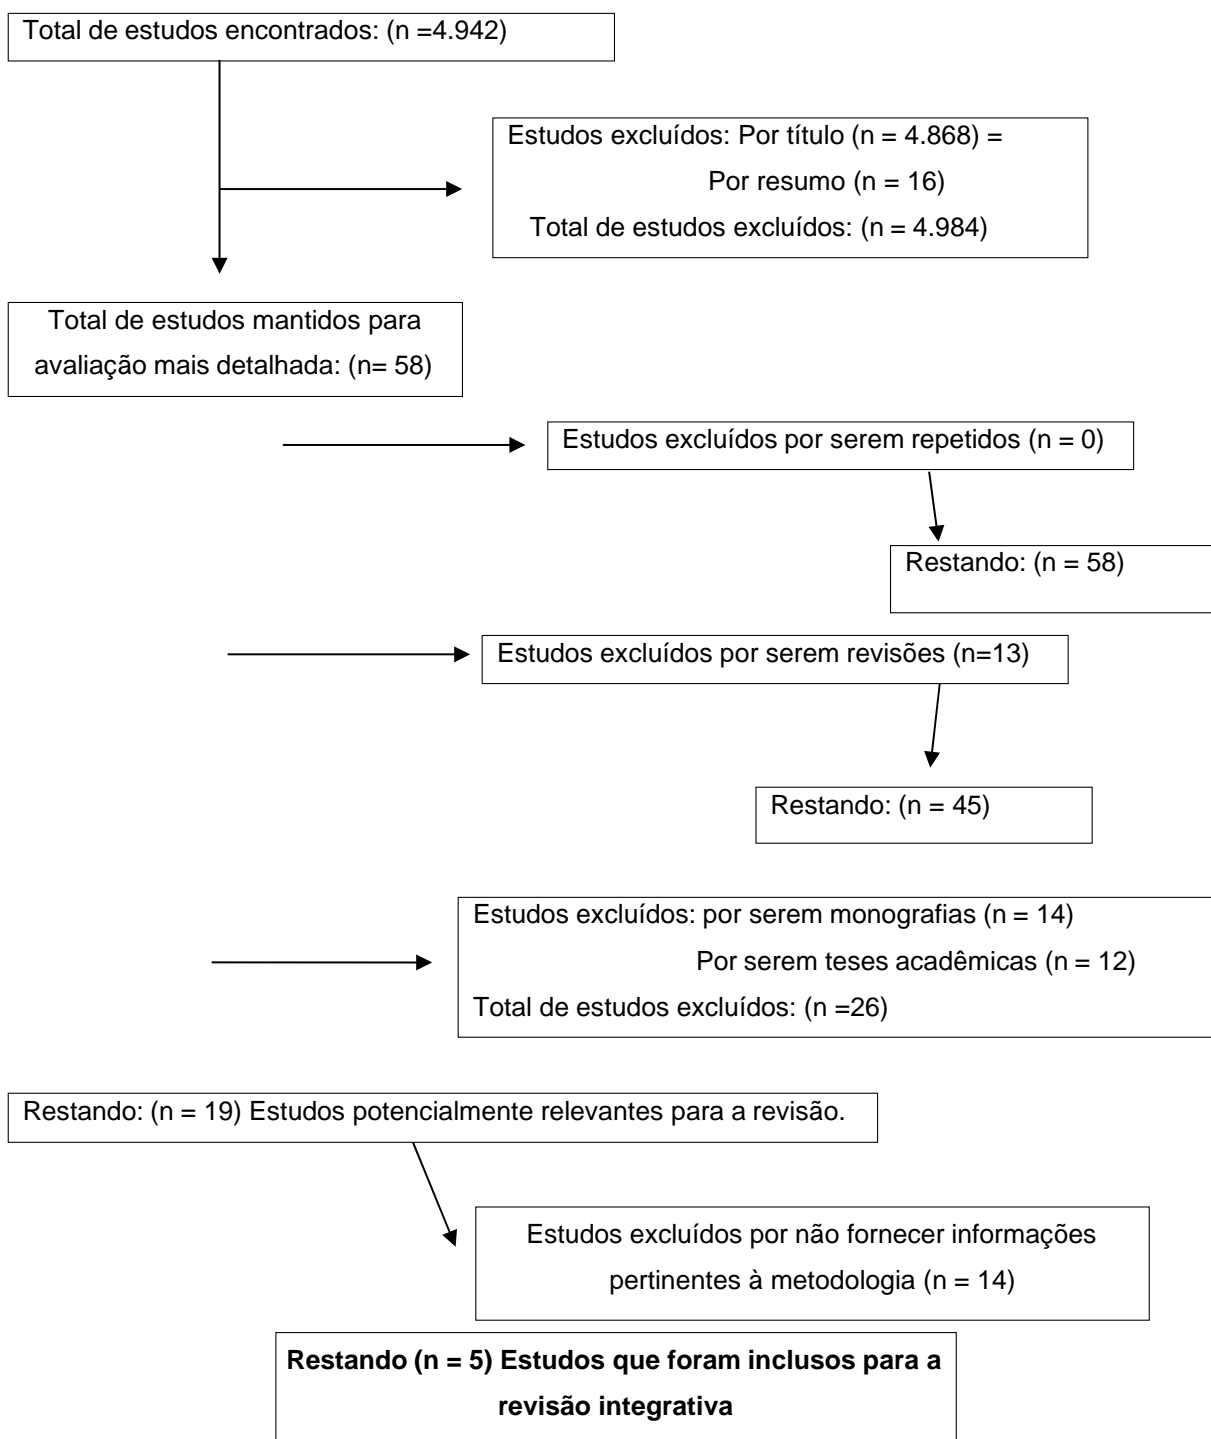 Total de estudos encontrados: (n =4.942)
Estudos excluídos: Por título (n = 4.868) =
Por resumo (n = 16)
Total de estudos excluídos: (n = 4.984)
Total de estudos mantidos para
avaliação mais detalhada: (n= 58)
Estudos excluídos por serem repetidos (n = 0)
Restando: (n = 58)
Estudos excluídos por serem revisões (n=13)
Restando: (n = 45)
Estudos excluídos: por serem monografias (n = 14)
Por serem teses acadêmicas (n = 12)
Total de estudos excluídos: (n =26)
Restando: (n = 19) Estudos potencialmente relevantes para a revisão.
Estudos excluídos por não fornecer informações
pertinentes à metodologia (n = 14)
Restando (n = 5) Estudos que foram inclusos para a
revisão integrativa